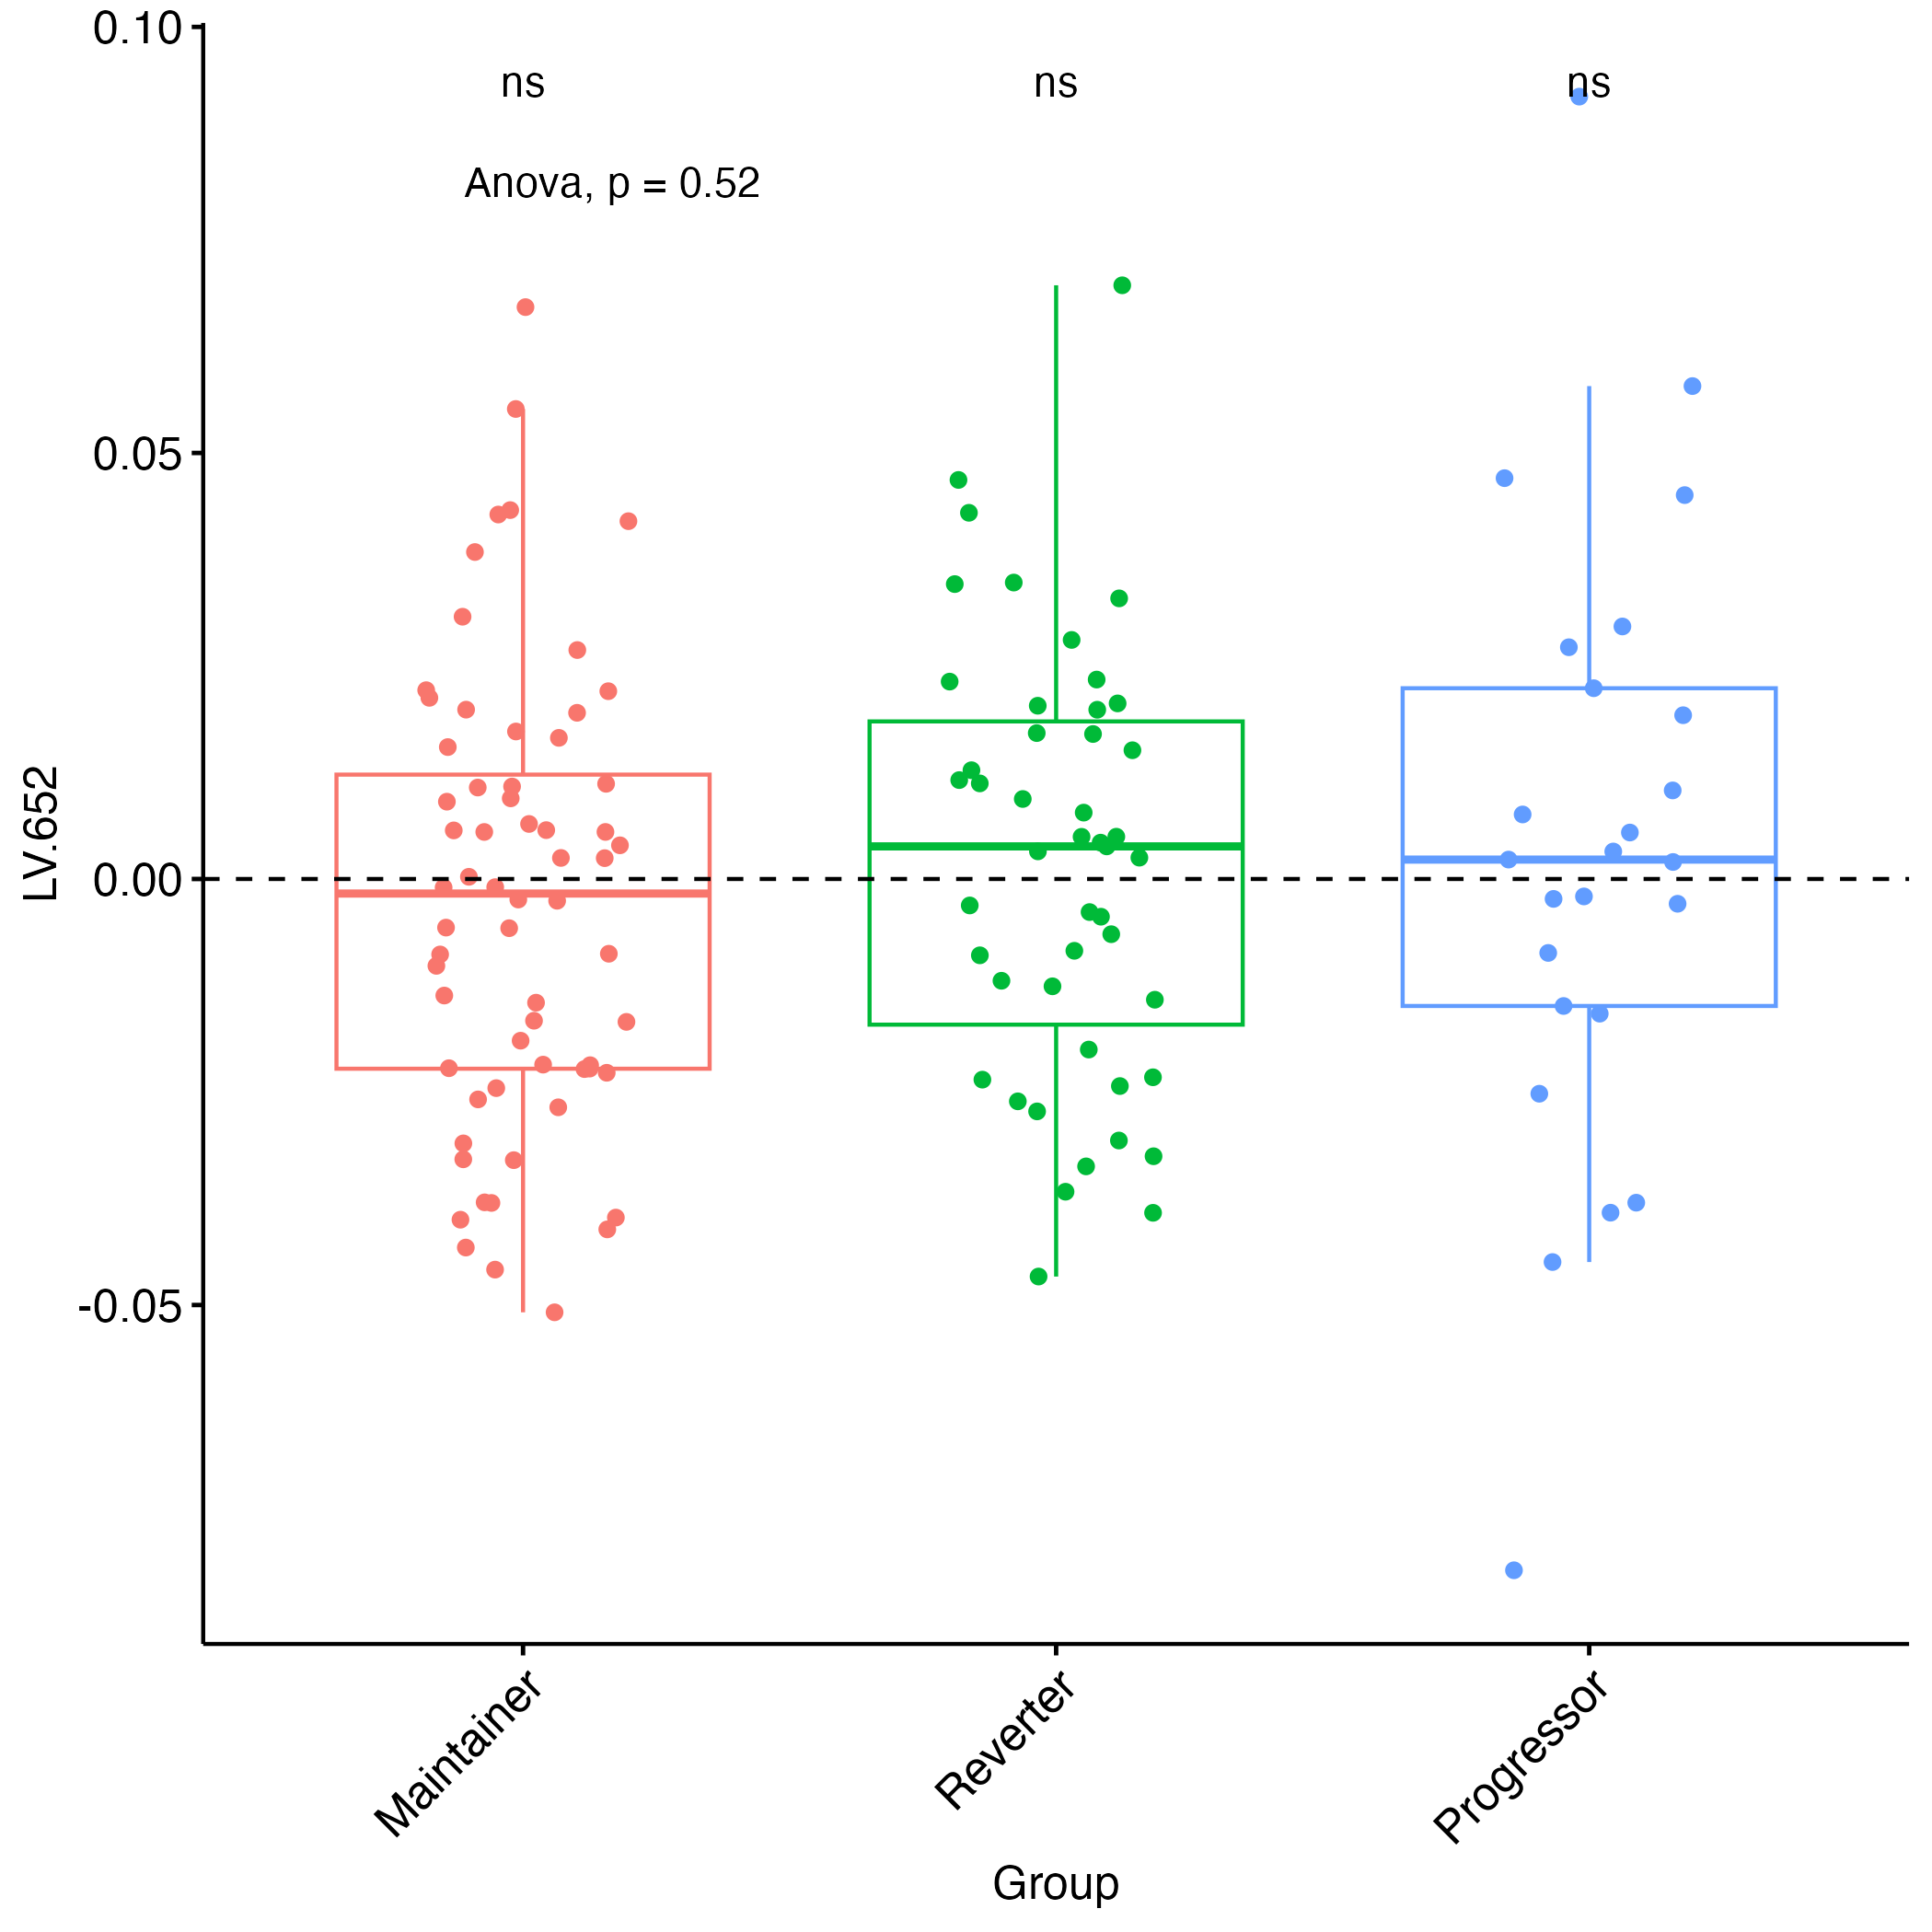 0.10
ns ns ns
Anova, p = 0.52
0.05
LV.652
0.00
-0.05
Maintainer Reverter Progressor
Group